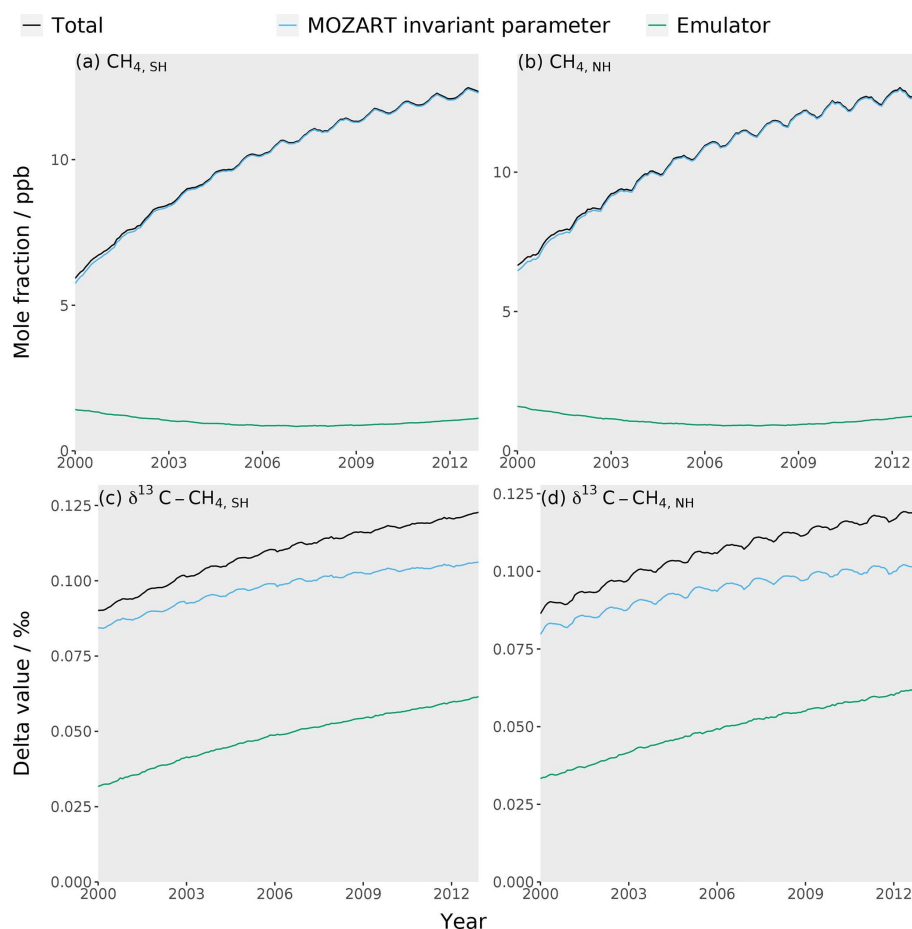 Total MOZART invariant parameter Emulator
(a) CH4, SH
(b) CH4, NH
Mole fraction / ppb
10
5
0
2000 2003 2006 2009 2012
10
5
0
2000 2003 2006 2009 2012
(c) δ13 C – CH4, SH
(d) δ13 C – CH4, NH
Delta value / ‰
0.125
0.100
0.075
0.050
0.025
0.000
2000 2003 2006 2009 2012
0.125
0.100
0.075
0.050
0.025
0.000
2000 2003 2006 2009 2012
Year